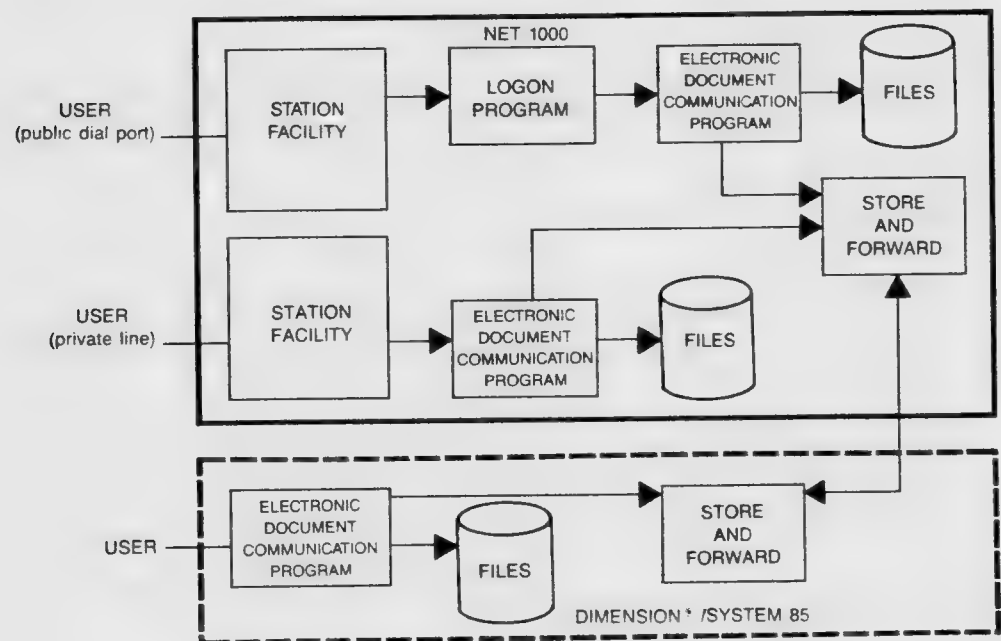 NET 1000
USER
(public dial port)
STATION
FACILITY
LOGON
PROGRAM
ELECTRONIC
DOCUMENT
COMMUNICATION
PROGRAM
FILES
STORE
AND
FORWARD
USER
(private line)
STATION
FACILITY
ELECTRONIC
DOCUMENT
COMMUNICATION
PROGRAM
FILES
USER
ELECTRONIC
DOCUMENT
COMMUNICATION
PROGRAM
FILES
STORE
AND
FORWARD
DIMENSION* /SYSTEM 85